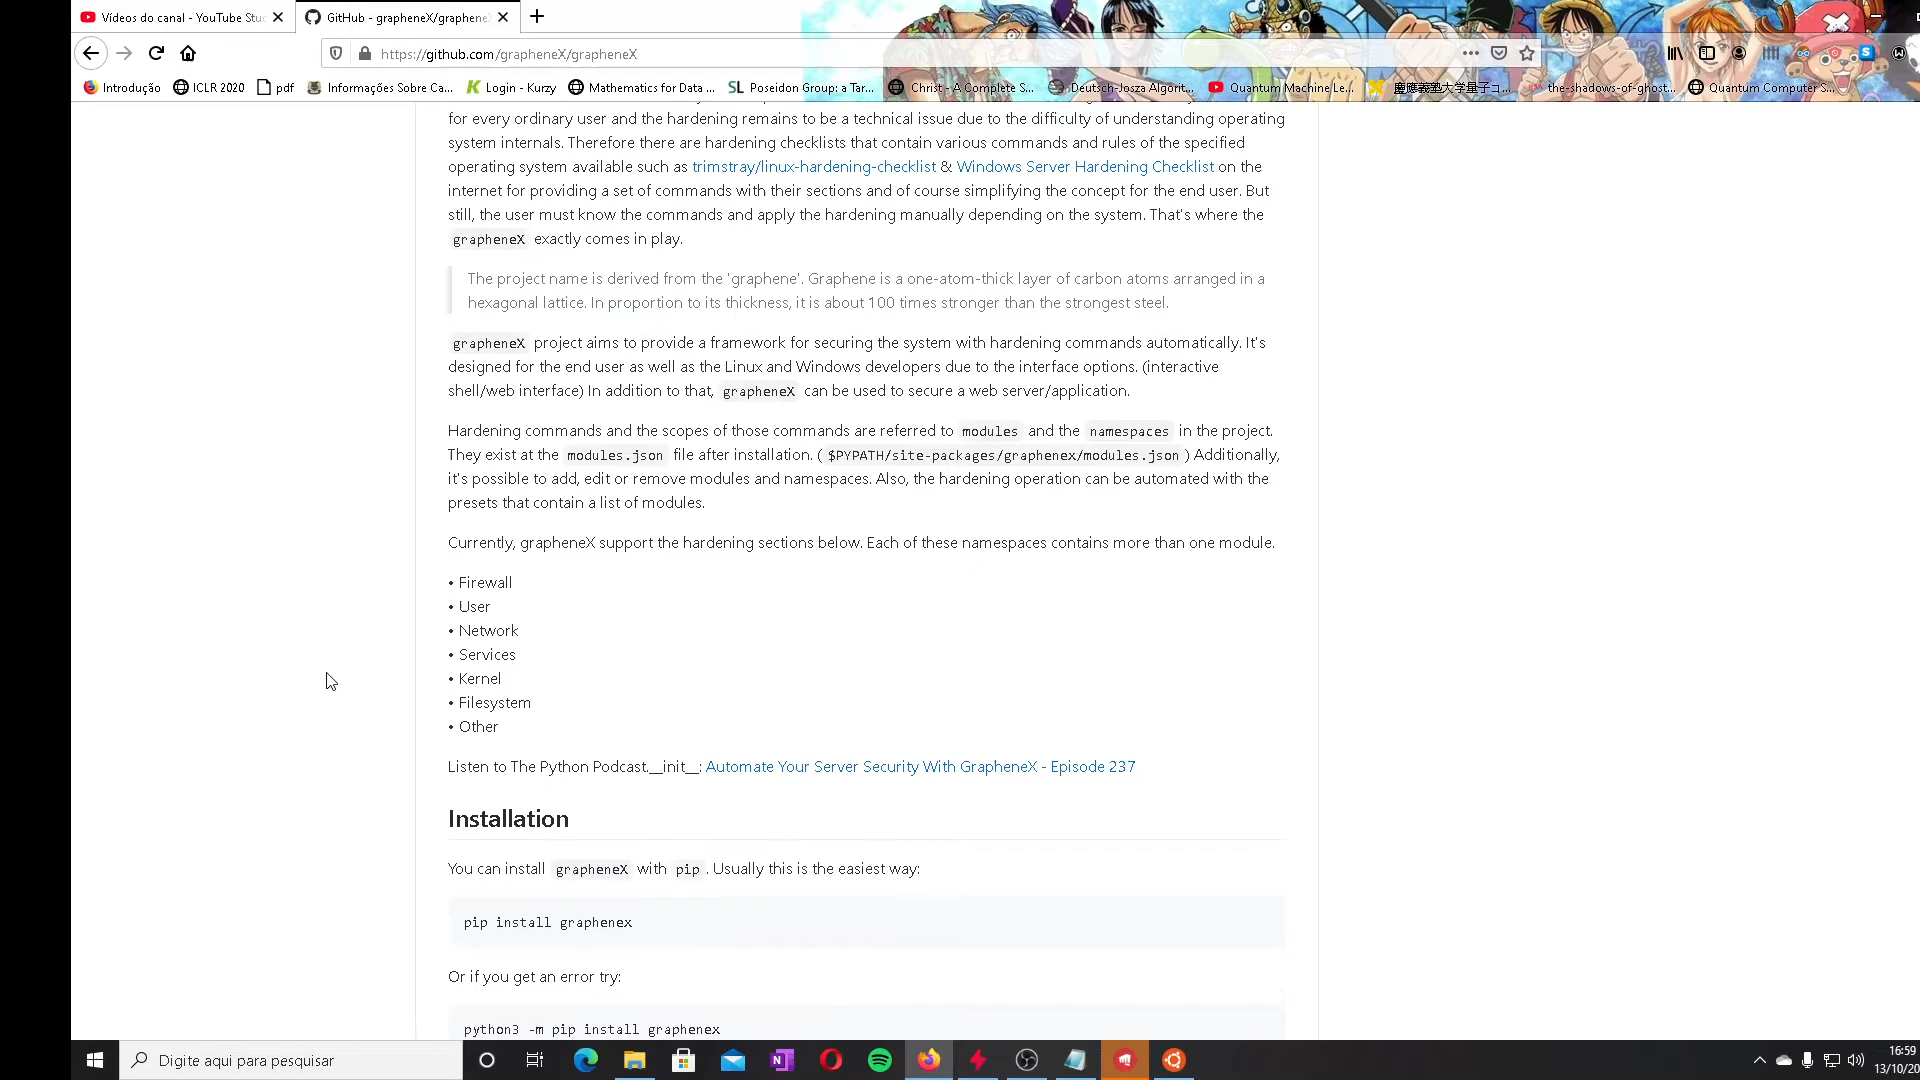 Vídeos do canal - YouTube Stu
GitHub - grapheneX/graphene
https://github.com/grapheneX/grapheneX
Introdução ICLR 2020 pdf Informações Sobre Ca... Login - Kurzy Mathematics for Data ... SL Poseidon Group: a Tar... Christ - A Complete S... Deutsch-Josza Algorit... Quantum Machine Le... 慶應義塾大学量子コ... the-shadows-of-ghost... Quantum Computer S...
for every ordinary user and the hardening remains to be a technical issue due to the difficulty of understanding operating
system internals. Therefore there are hardening checklists that contain various commands and rules of the specified
operating system available such as trimstray/linux-hardening-checklist & Windows Server Hardening Checklist on the
internet for providing a set of commands with their sections and of course simplifying the concept for the end user. But
still, the user must know the commands and apply the hardening manually depending on the system. That's where the
grapheneX exactly comes in play.
The project name is derived from the 'graphene'. Graphene is a one-atom-thick layer of carbon atoms arranged in a
hexagonal lattice. In proportion to its thickness, it is about 100 times stronger than the strongest steel.
grapheneX project aims to provide a framework for securing the system with hardening commands automatically. It's
designed for the end user as well as the Linux and Windows developers due to the interface options. (interactive
shell/web interface) In addition to that, grapheneX can be used to secure a web server/application.
Hardening commands and the scopes of those commands are referred to modules and the namespaces in the project.
They exist at the modules.json file after installation. ( $PYPATH/site-packages/graphenex/modules.json ) Additionally,
it's possible to add, edit or remove modules and namespaces. Also, the hardening operation can be automated with the
presets that contain a list of modules.
Currently, grapheneX support the hardening sections below. Each of these namespaces contains more than one module.
• Firewall
• User
• Network
• Services
• Kernel
• Filesystem
• Other
Listen to The Python Podcast.__init__: Automate Your Server Security With GrapheneX - Episode 237
Installation
You can install grapheneX with pip . Usually this is the easiest way:
pip install graphenex
Or if you get an error try:
python3 -m pip install graphenex
Digite aqui para pesquisar
16:59
13/10/20